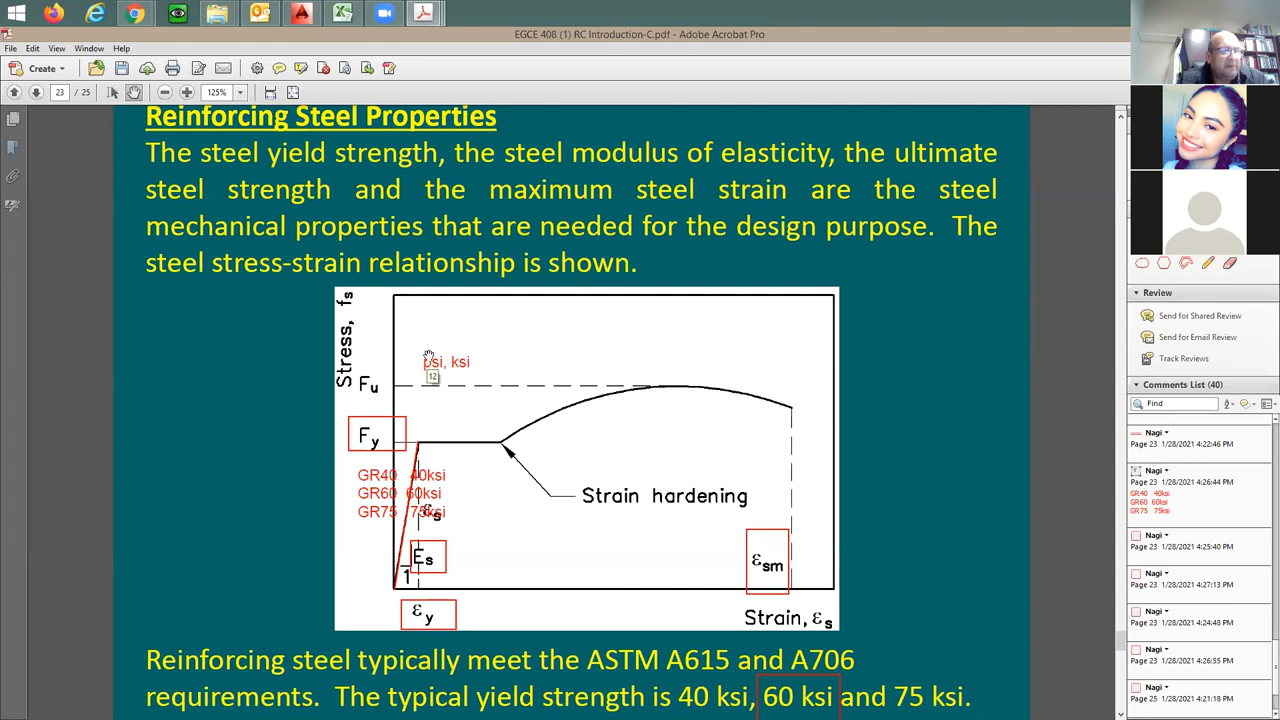 EGCE 408 (1) RC Introduction-C.pdf - Adobe Acrobat Pro
File Edit View Window Help
Create
23 / 25 125%
Reinforcing Steel Properties
The steel yield strength, the steel modulus of elasticity, the ultimate
steel strength and the maximum steel strain are the steel
mechanical properties that are needed for the design purpose. The
steel stress-strain relationship is shown.
Stress, fs
psi, ksi
12
Fu
Fy
GR40 40ksi
GR60 60ksi
GR75 75ksi
εs
Strain hardening
Es
1
εsm
εy
Strain, εs
Reinforcing steel typically meet the ASTM A615 and A706
requirements. The typical yield strength is 40 ksi, 60 ksi and 75 ksi.
Review
Send for Shared Review
Send for Email Review
Track Reviews
Comments List (40)
Find
Nagi
Page 23 1/28/2021 4:22:46 PM
Nagi
Page 23 1/28/2021 4:26:44 PM
GR40 40ksi
GR60 60ksi
GR75 75ksi
Nagi
Page 23 1/28/2021 4:25:40 PM
Nagi
Page 23 1/28/2021 4:27:13 PM
Nagi
Page 23 1/28/2021 4:24:48 PM
Nagi
Page 23 1/28/2021 4:26:55 PM
Nagi
Page 25 1/28/2021 4:21:18 PM